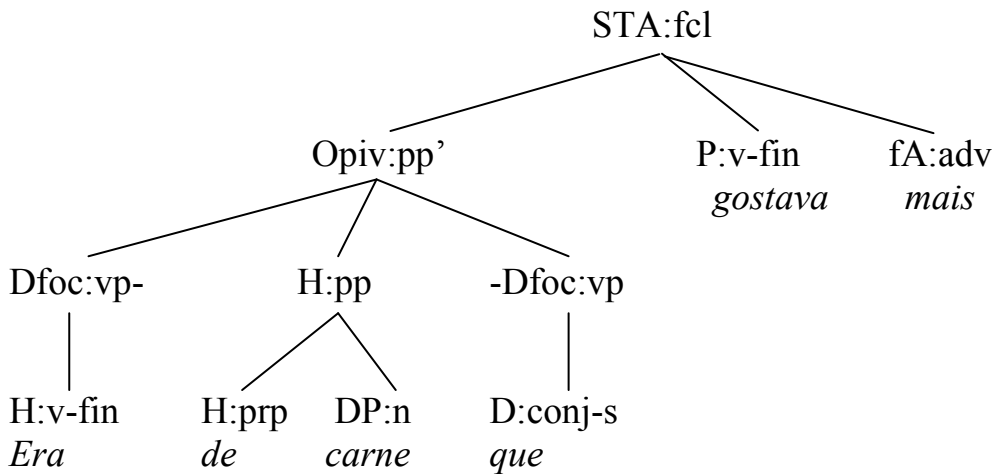 STA:fcl
Opiv:pp’ P:v-fin fA:adv
gostava mais
Dfoc:vp- H:pp -Dfoc:vp
H:v-fin H:prp DP:n D:conj-s
Era de carne que